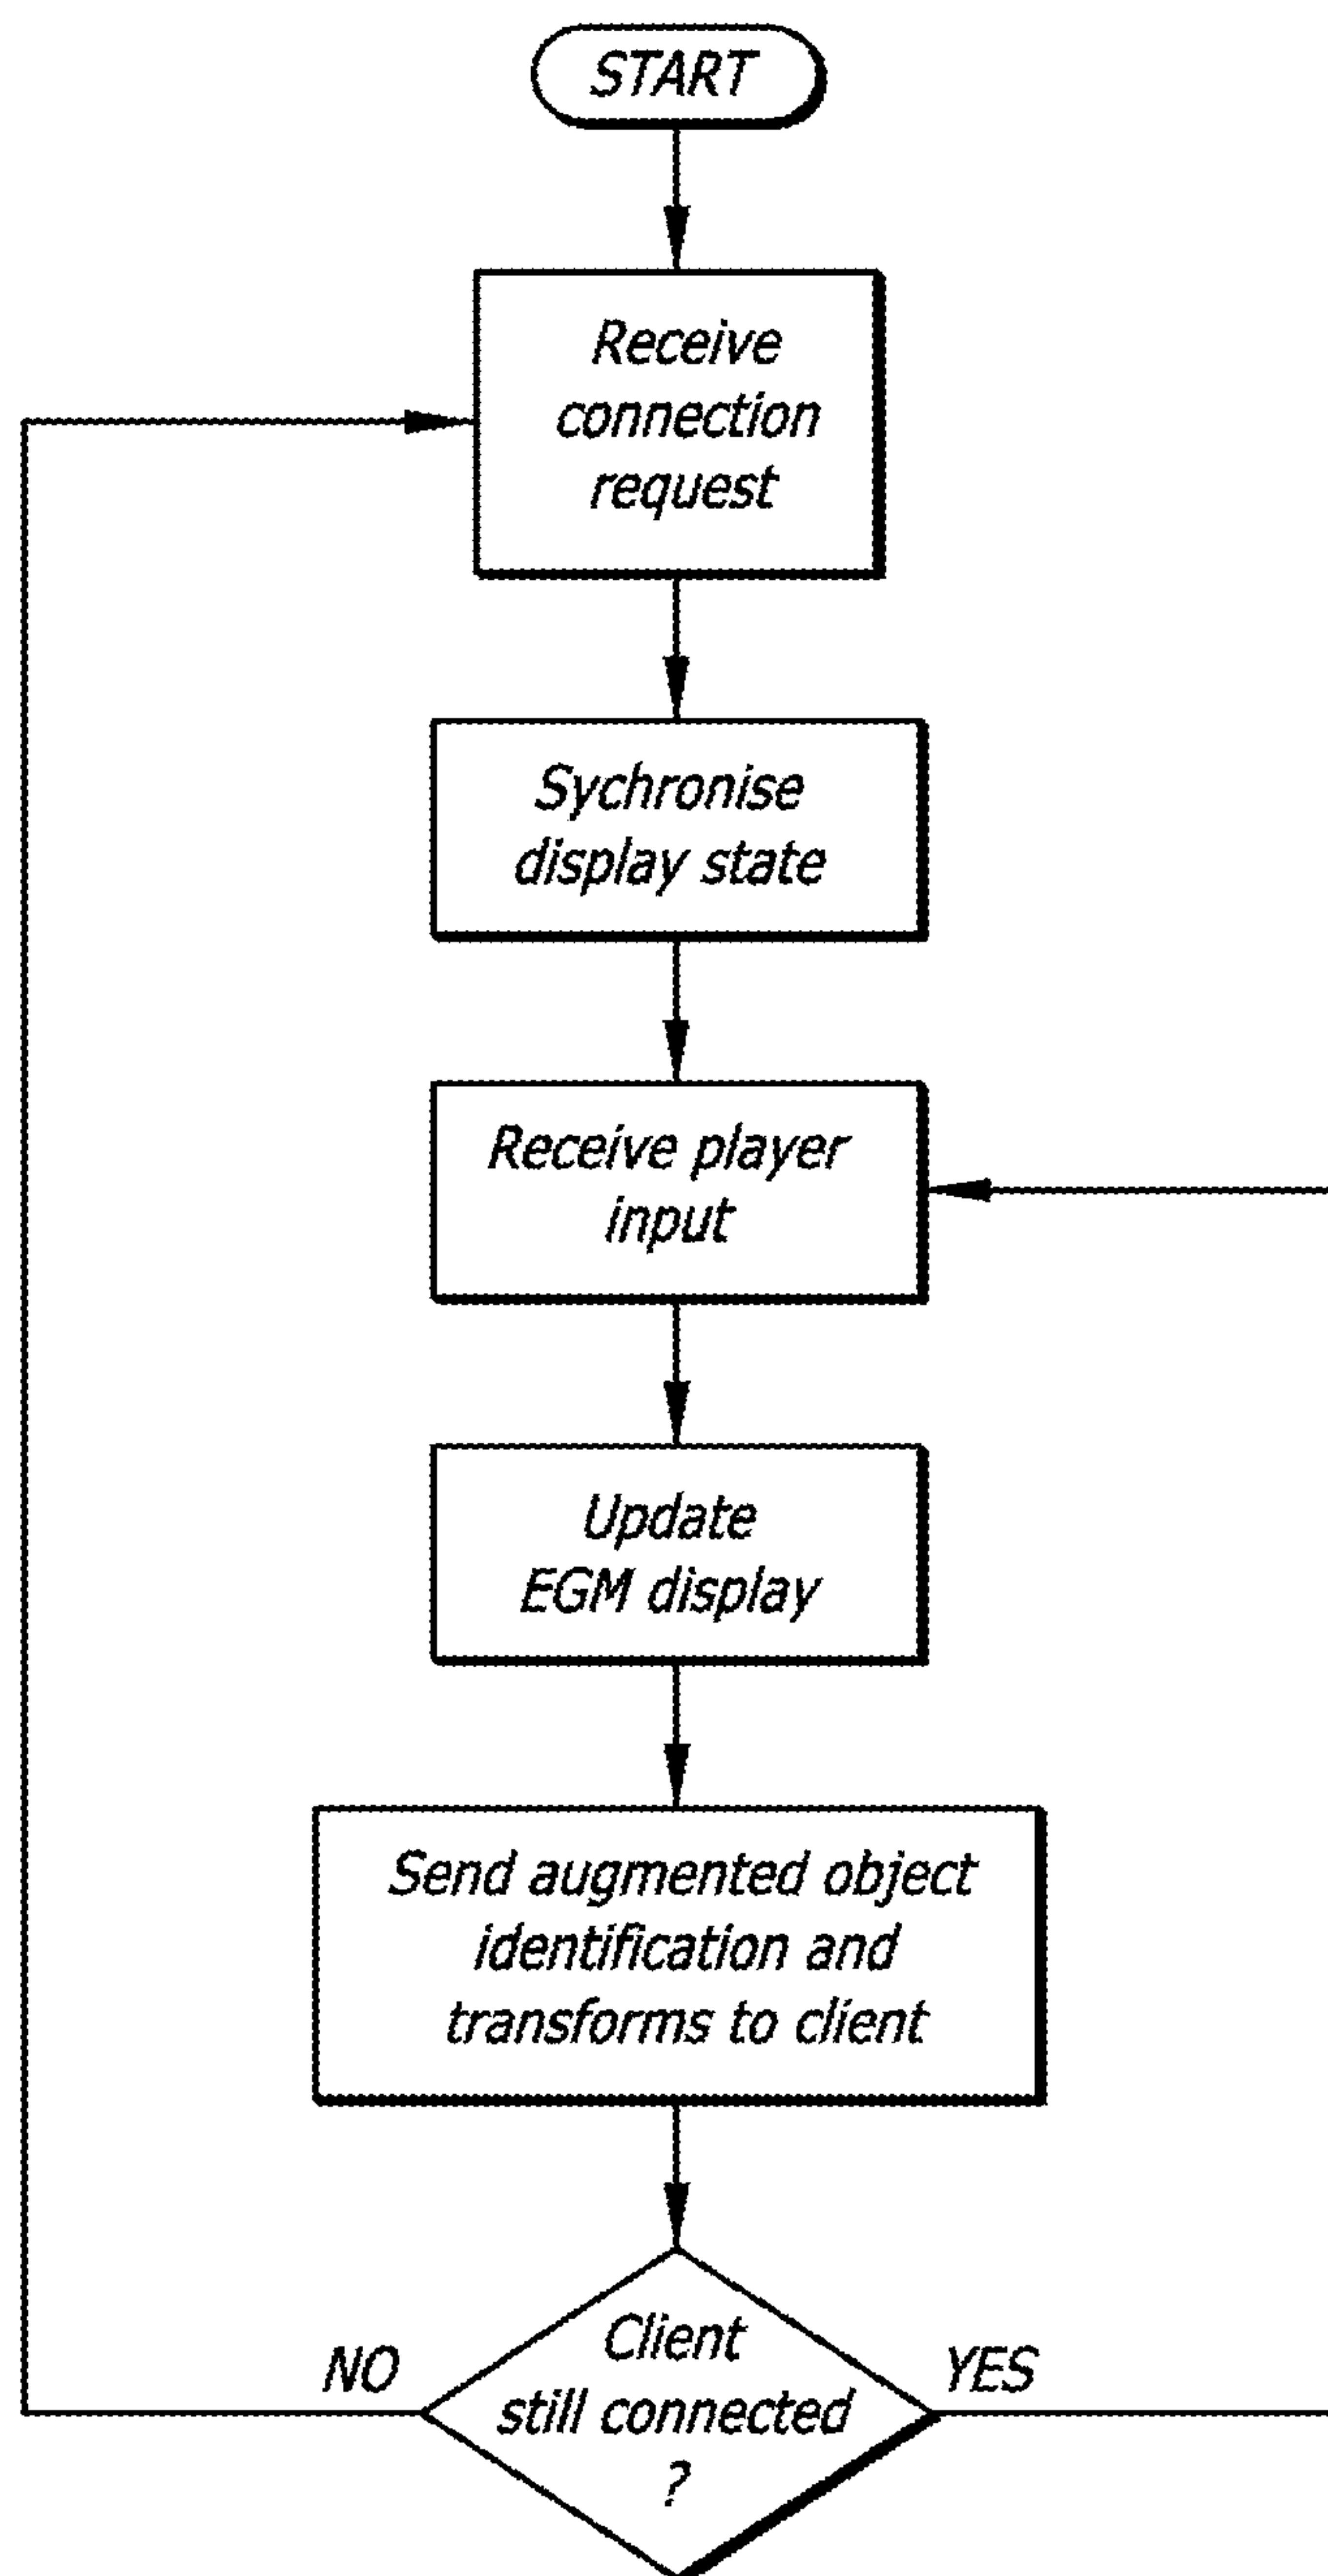 START
Receive
connection
request
Sychronise
display state
Receive player
input
Update
EGM display
Send augmented object
identification and
transforms to client
Client
still connected
?
NO
YES